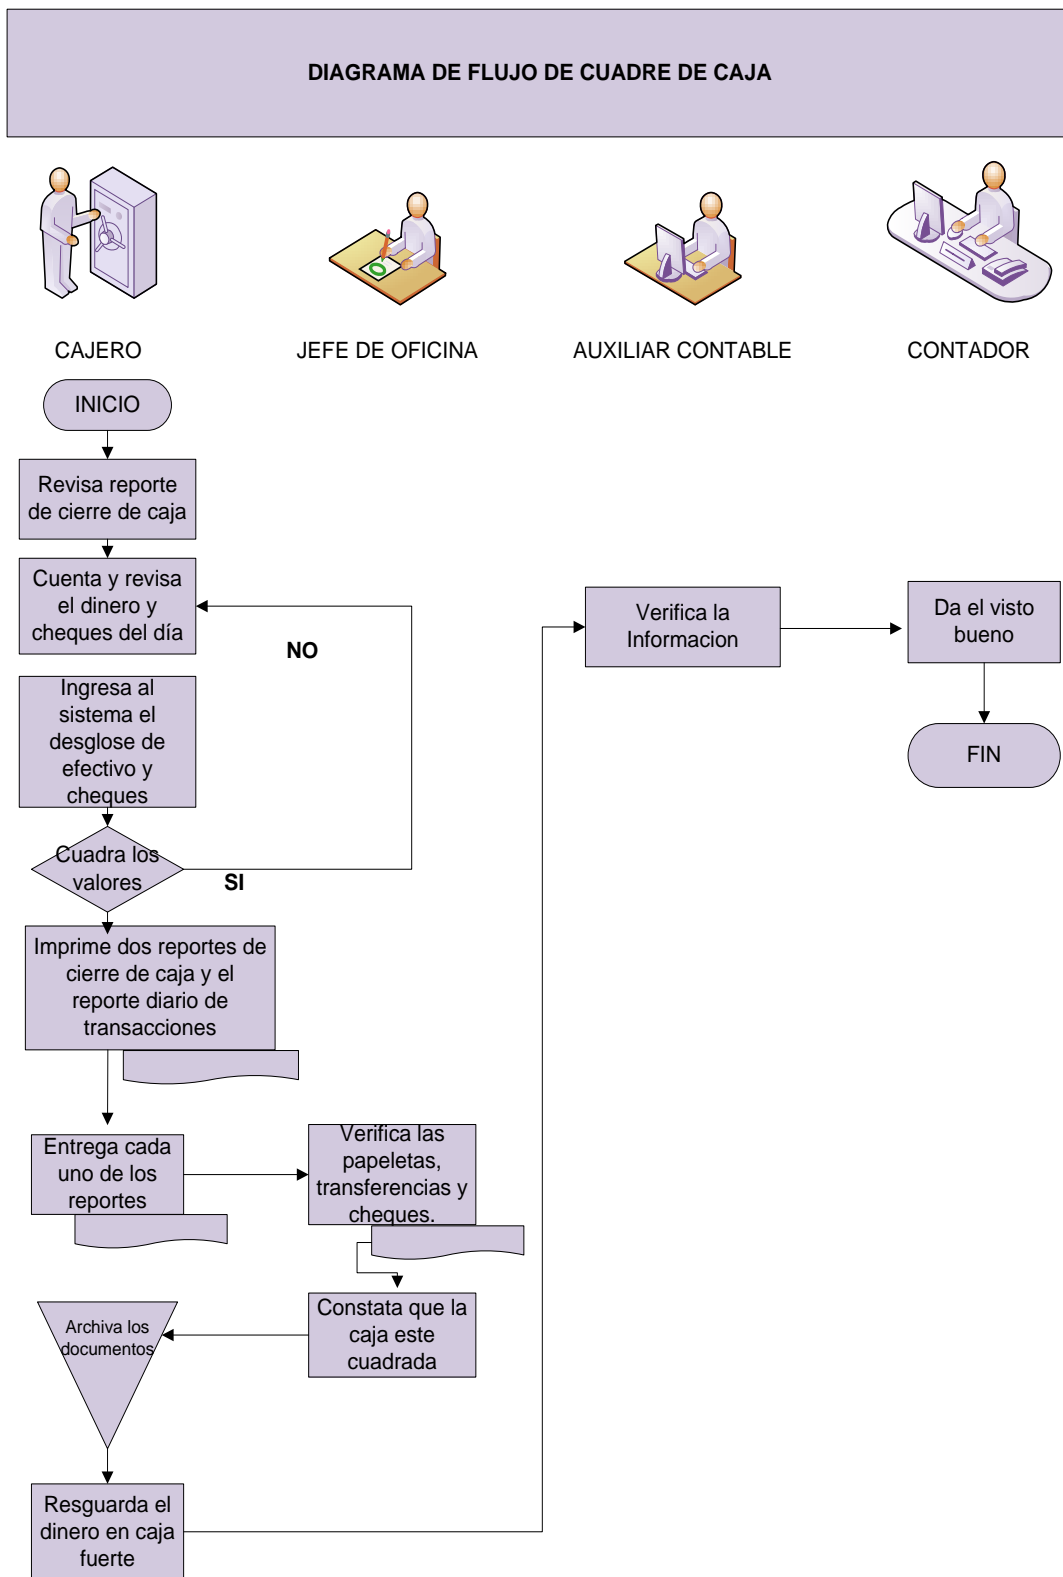 DIAGRAMA DE FLUJO DE CUADRE DE CAJA
CAJERO
JEFE DE OFICINA
AUXILIAR CONTABLE
CONTADOR
INICIO
Revisa reporte
de cierre de caja
Cuenta y revisa
el dinero y
cheques del día
NO
Verifica la
Informacion
Da el visto
bueno
Ingresa al
sistema el
desglose de
efectivo y
cheques
FIN
Cuadra los
valores
SI
Imprime dos reportes de
cierre de caja y el
reporte diario de
transacciones
Entrega cada
uno de los
reportes
Verifica las
papeletas,
transferencias y
cheques.
Constata que la
caja este
cuadrada
Archiva los
documentos
Resguarda el
dinero en caja
fuerte